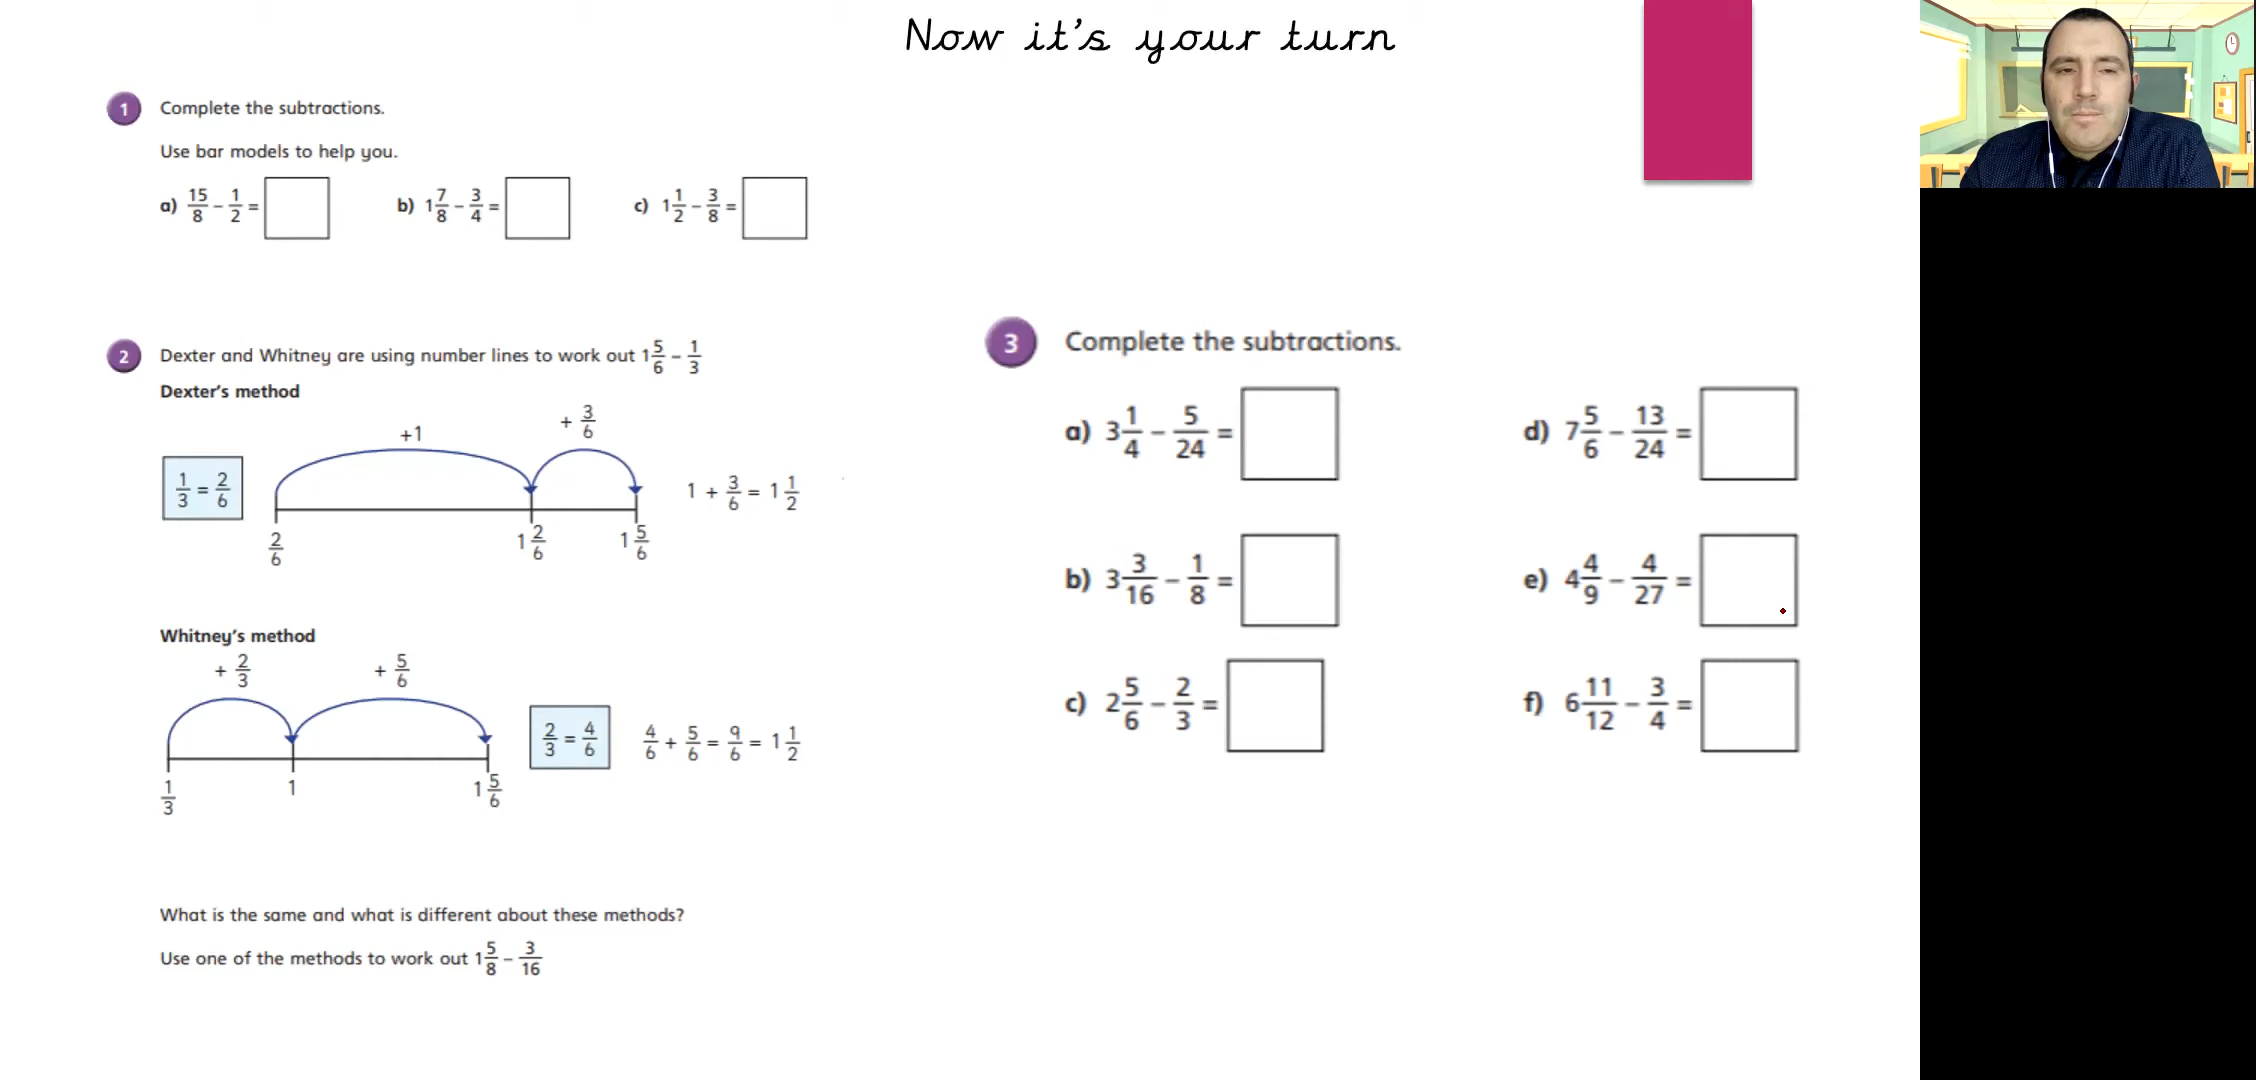 Now it's your turn
1 Complete the subtractions.
Use bar models to help you.
a) 15/8 - 1/2 = b) 1 7/8 - 3/4 = c) 1 1/2 - 3/8 =
2 Dexter and Whitney are using number lines to work out 1 5/6 - 1/3
Dexter's method
+1 + 3/6
1/3 = 2/6 1 + 3/6 = 1 1/2
2/6 1 2/6 1 5/6
Whitney's method
+ 2/3 + 5/6
2/3 = 4/6 4/6 + 5/6 = 9/6 = 1 1/2
1/3 1 1 5/6
What is the same and what is different about these methods?
Use one of the methods to work out 1 5/8 - 3/16
3 Complete the subtractions.
a) 3 1/4 - 5/24 = d) 7 5/6 - 13/24 =
b) 3 3/16 - 1/8 = e) 4 4/9 - 4/27 =
c) 2 5/6 - 2/3 = f) 6 11/12 - 3/4 =